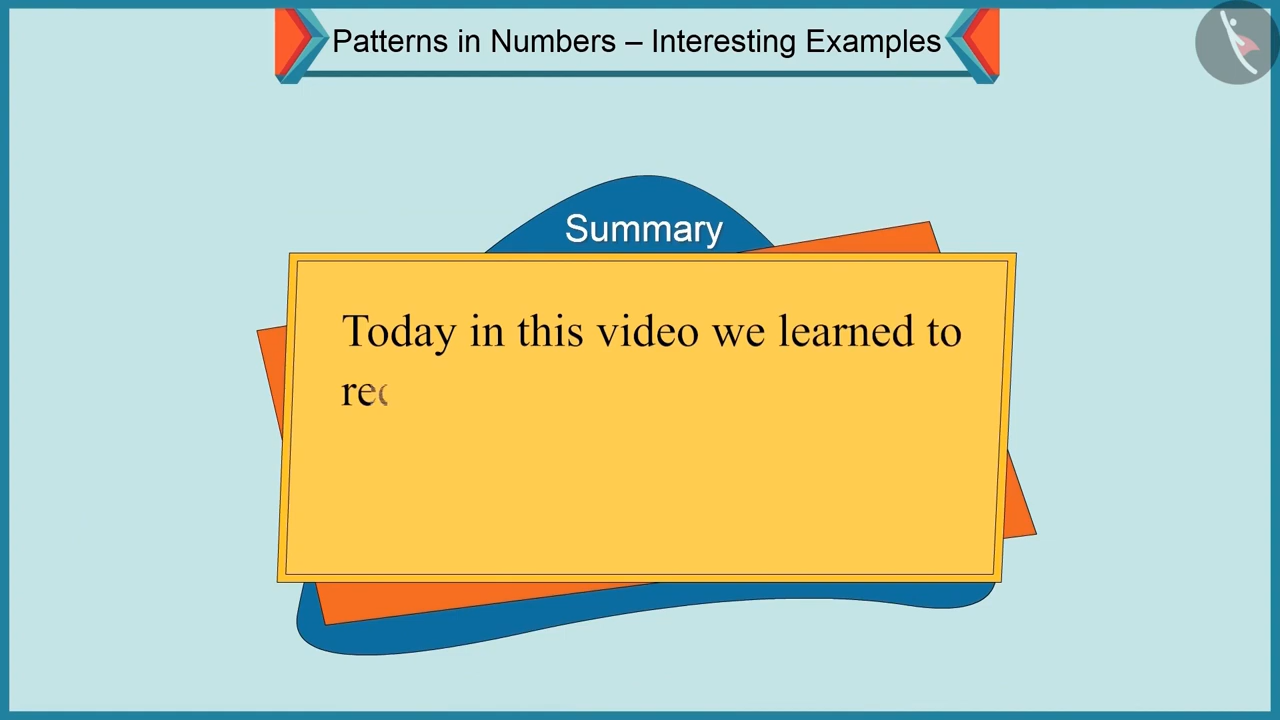 Patterns in Numbers – Interesting Examples
Summary
Today in this video we learned to